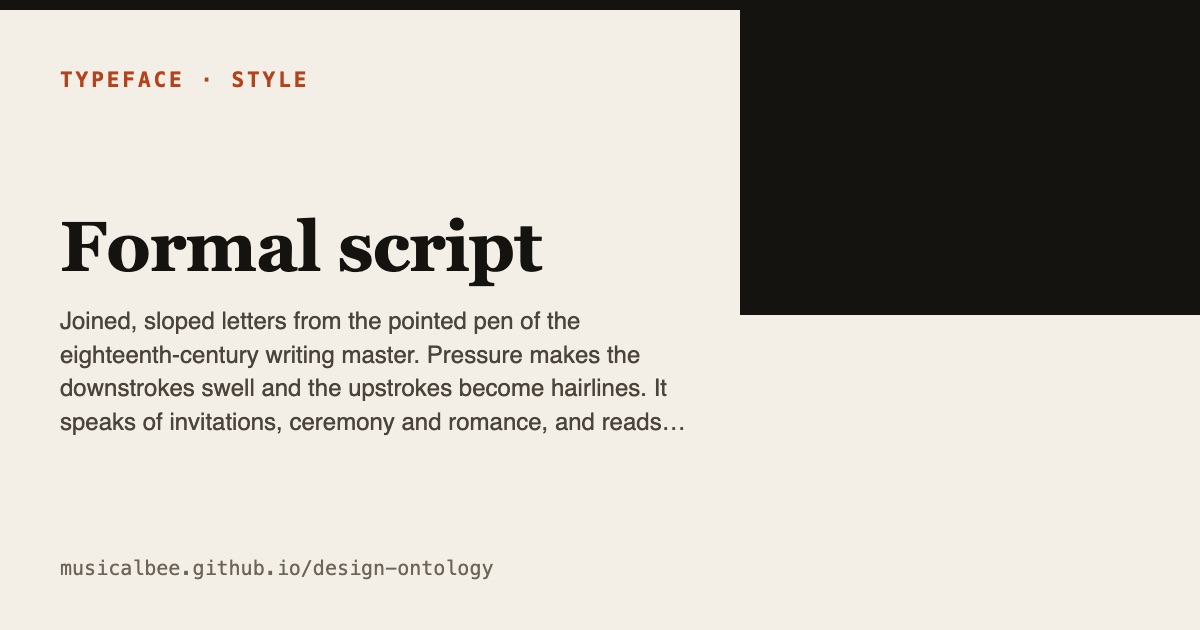 TYPEFACE · STYLE
Formal script
Joined, sloped letters from the pointed pen of the
eighteenth-century writing master. Pressure makes the
downstrokes swell and the upstrokes become hairlines. It
speaks of invitations, ceremony and romance, and reads…
musicalbee.github.io/design-ontology